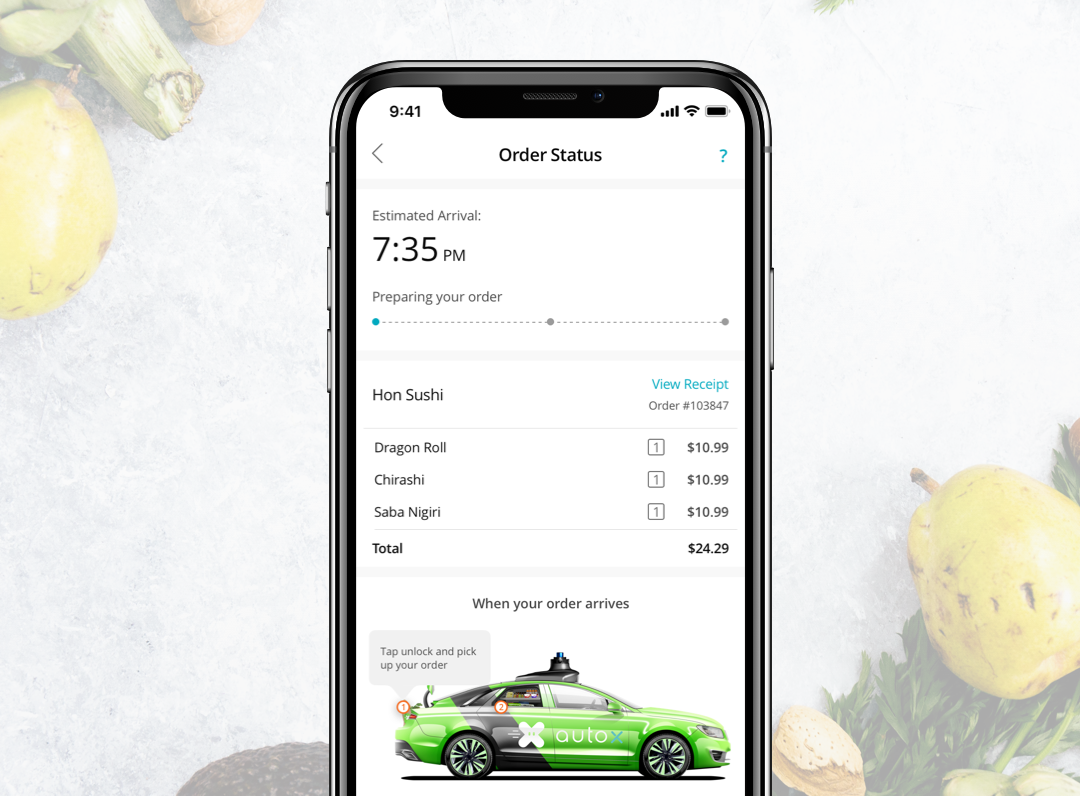 9:41
Order Status ?
Estimated Arrival:
7:35 PM
Preparing your order
Hon Sushi
View Receipt
Order #103847
Dragon Roll 1 $10.99
Chirashi 1 $10.99
Saba Nigiri 1 $10.99
Total $24.29
When your order arrives
Tap unlock and pick
up your order
1 2
autox